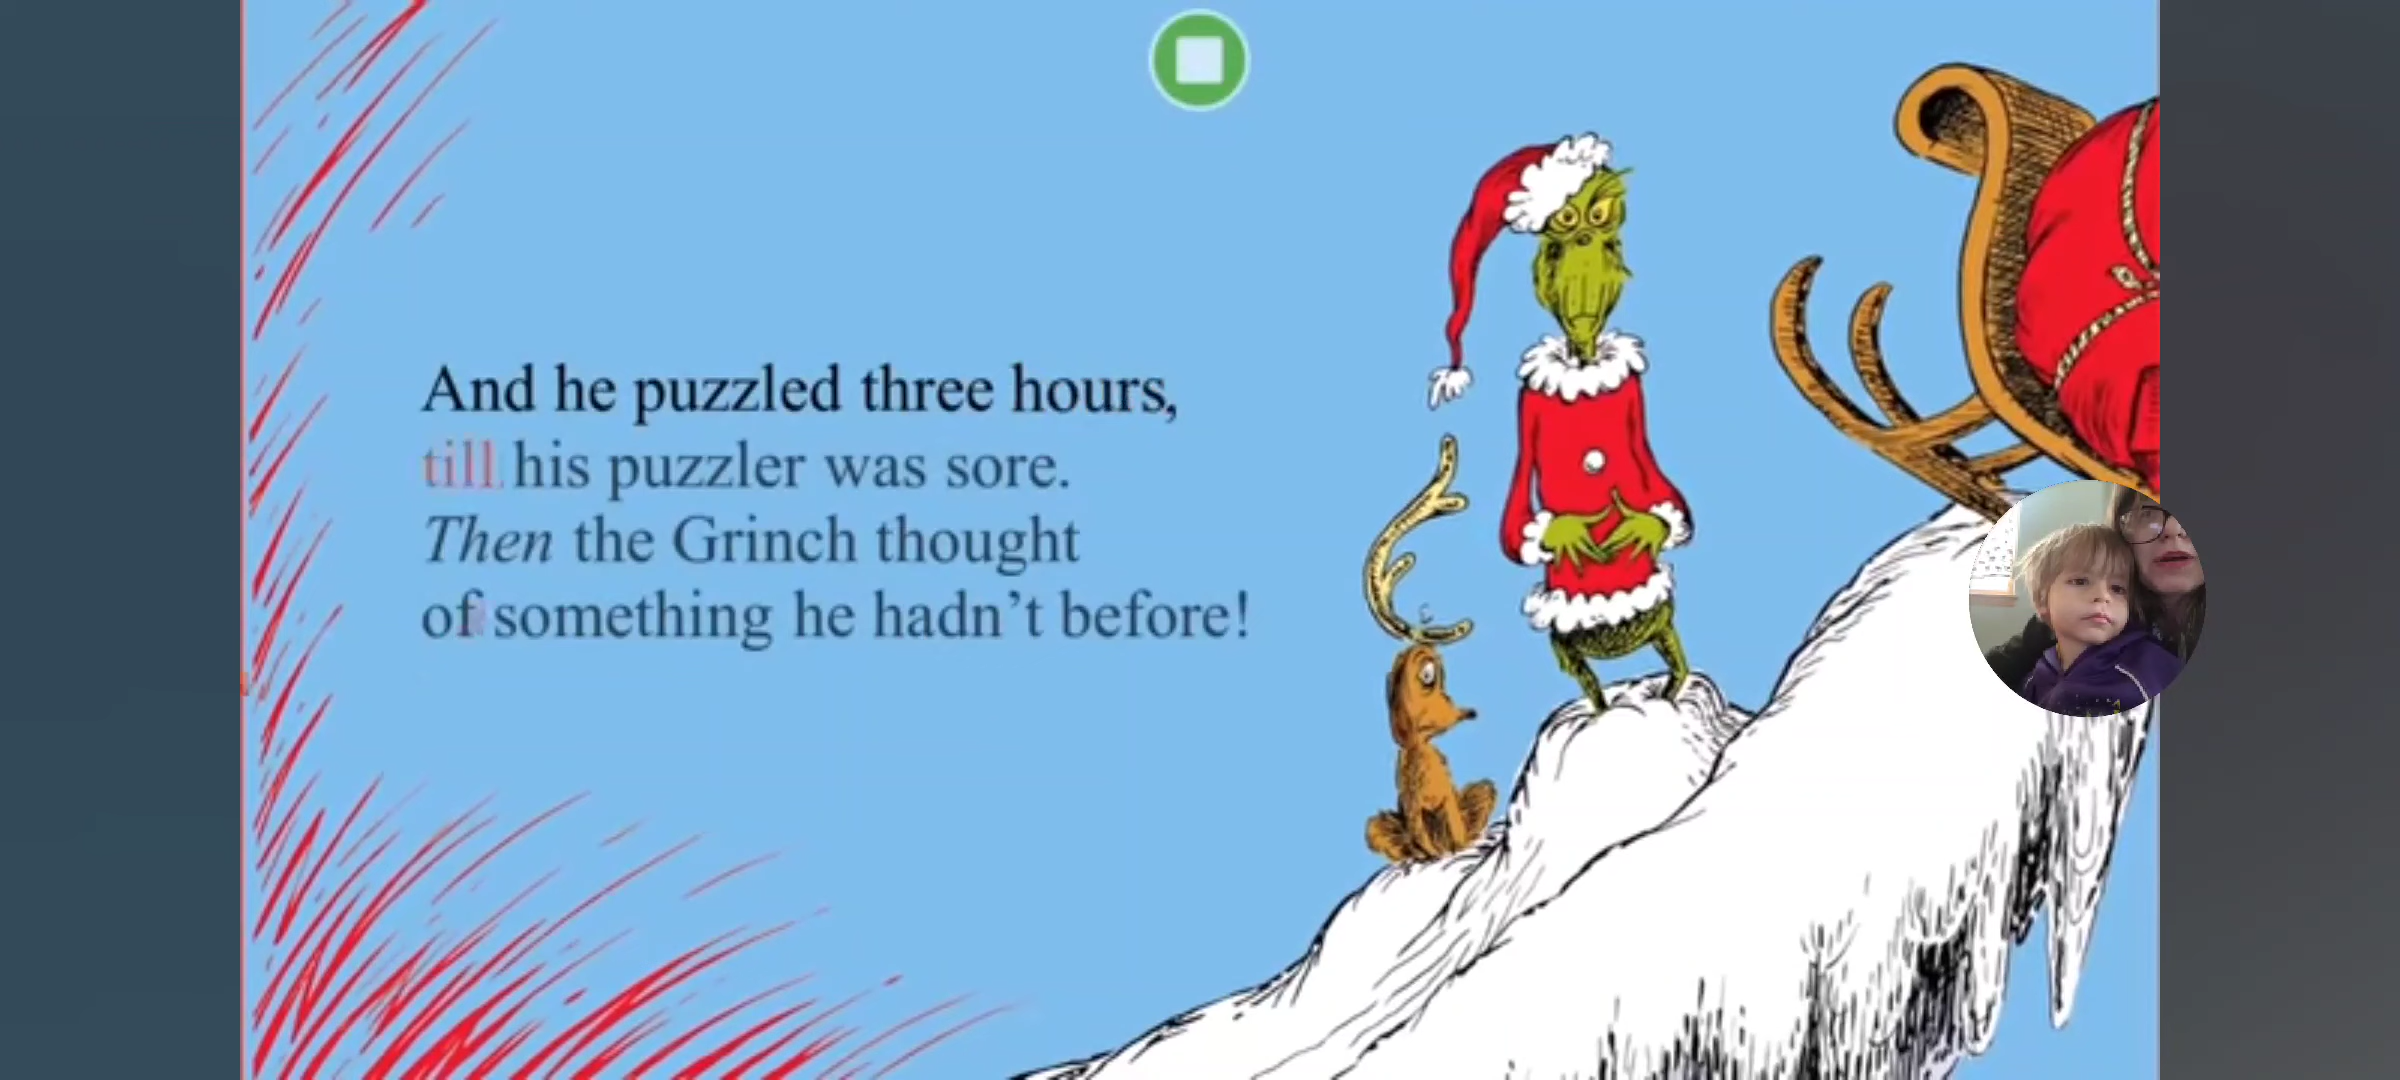 And he puzzled three hours,
till his puzzler was sore.
Then the Grinch thought
of something he hadn't before!